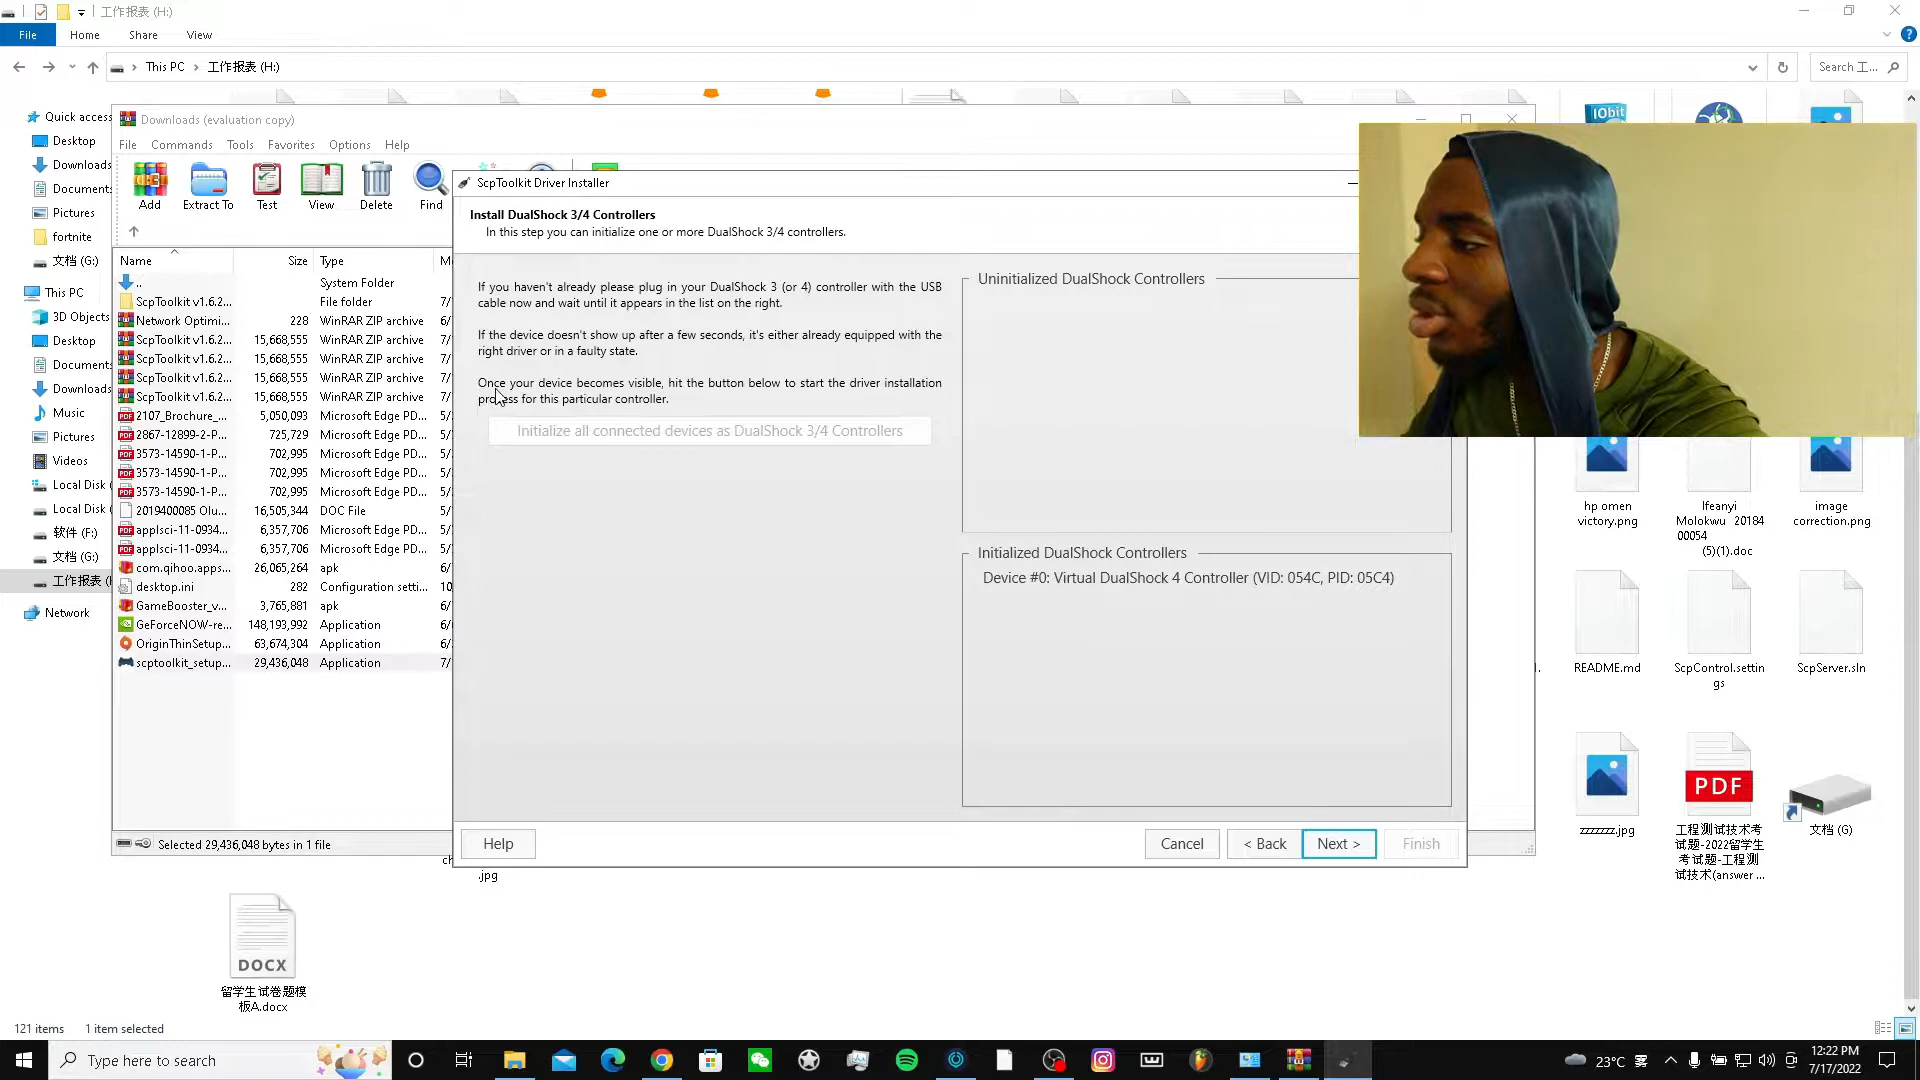 工作报表 (H:)
File
Home
Share
View
This PC
工作报表 (H:)
Search 工...
Quick access
Desktop
Downloads
Documents
Pictures
fortnite
文档 (G:)
This PC
3D Objects
Desktop
Documents
Downloads
Music
Pictures
Videos
Local Disk
Local Disk
软件 (F:)
文档 (G:)
工作报表 (H
Network
Downloads (evaluation copy)
File
Commands
Tools
Options
Favorites
Options
Help
Add
Extract To
Test
View
Delete
Find
Name
Size
Type
..
System Folder
ScpToolkit v1.6.2...
File folder
7/
Network Optimi...
228
WinRAR ZIP archive
6/
ScpToolkit v1.6.2...
15,668,555
WinRAR ZIP archive
7/
ScpToolkit v1.6.2...
15,668,555
WinRAR ZIP archive
7/
ScpToolkit v1.6.2...
15,668,555
WinRAR ZIP archive
7/
ScpToolkit v1.6.2...
15,668,555
WinRAR ZIP archive
7/
2107_Brochure_...
5,050,093
Microsoft Edge PD...
5/
2867-12899-2-P...
725,729
Microsoft Edge PD...
5/
3573-14590-1-P...
702,995
Microsoft Edge PD...
5/
3573-14590-1-P...
702,995
Microsoft Edge PD...
5/
3573-14590-1-P...
702,995
Microsoft Edge PD...
5/
2019400085 Olu...
16,505,344
DOC File
5/
applsci-11-0934...
6,357,706
Microsoft Edge PD...
5/
applsci-11-0934...
6,357,706
Microsoft Edge PD...
5/
com.qihoo.apps...
26,065,264
apk
6/
desktop.ini
282
Configuration setti...
10
GameBooster_v...
3,765,881
apk
6/
GeForceNOW-re...
148,193,992
Application
6/
OriginThinSetup...
63,674,304
Application
6/
scptoolkit_setup...
29,436,048
Application
7/
Selected 29,436,048 bytes in 1 file
ScpToolkit Driver Installer
Install DualShock 3/4 Controllers
In this step you can initialize one or more DualShock 3/4 controllers.
If you haven't already please plug in your DualShock 3 (or 4) controller with the USB
cable now and wait until it appears in the list on the right.
If the device doesn't show up after a few seconds, it's either already equipped with the
right driver or in a faulty state.
Once your device becomes visible, hit the button below to start the driver installation
process for this particular controller.
Initialize all connected devices as DualShock 3/4 Controllers
Uninitialized DualShock Controllers
Initialized DualShock Controllers
Device #0: Virtual DualShock 4 Controller (VID: 054C, PID: 05C4)
Help
Cancel
< Back
Next >
Finish
.jpg
IObit
hp omen
victory.png
Ifeanyi
Molokwu 20184
00054
(5)(1).doc
image
correction.png
README.md
ScpControl.settin
gs
ScpServer.sln
zzzzzzz.jpg
PDF
工程测试技术考
试题-2022留学生
考试题-工程测
试技术(answer ...
文档 (G)
DOCX
留学生试卷题模
板A.docx
121 items
1 item selected
Type here to search
23°C
12:22 PM
7/17/2022